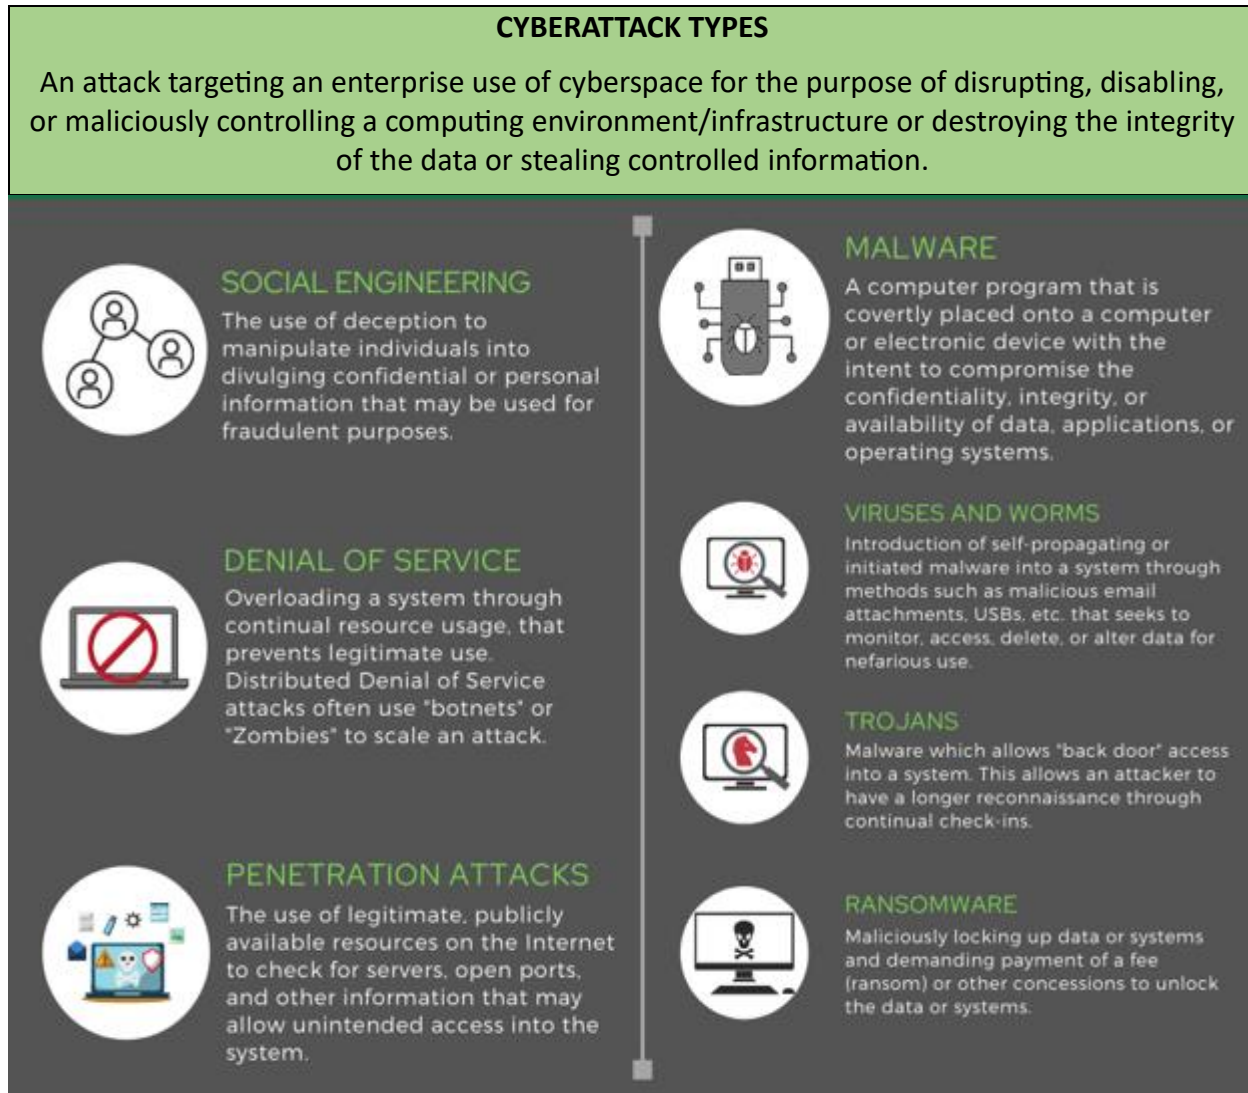 CYBERATTACK TYPES
An attack targeting an enterprise use of cyberspace for the purpose of disrupting, disabling,
or maliciously controlling a computing environment/infrastructure or destroying the integrity
of the data or stealing controlled information.
SOCIAL ENGINEERING
The use of deception to
manipulate individuals into
divulging confidential or personal
information that may be used for
fraudulent purposes.
DENIAL OF SERVICE
Overloading a system through
continual resource usage, that
prevents legitimate use.
Distributed Denial of Service
attacks often use "botnets" or
"Zombies" to scale an attack.
PENETRATION ATTACKS
The use of legitimate, publicly
available resources on the Internet
to check for servers, open ports,
and other information that may
allow unintended access into the
system.
MALWARE
A computer program that is
covertly placed onto a computer
or electronic device with the
intent to compromise the
confidentiality, integrity, or
availability of data, applications, or
operating systems.
VIRUSES AND WORMS
Introduction of self-propagating or
initiated malware into a system through
methods such as malicious email
attachments, USBs, etc. that seeks to
monitor, access, delete, or alter data for
nefarious use.
TROJANS
Malware which allows "back door" access
into a system. This allows an attacker to
have a longer reconnaissance through
continual check-ins.
RANSOMWARE
Maliciously locking up data or systems
and demanding payment of a fee
(ransom) or other concessions to unlock
the data or systems.